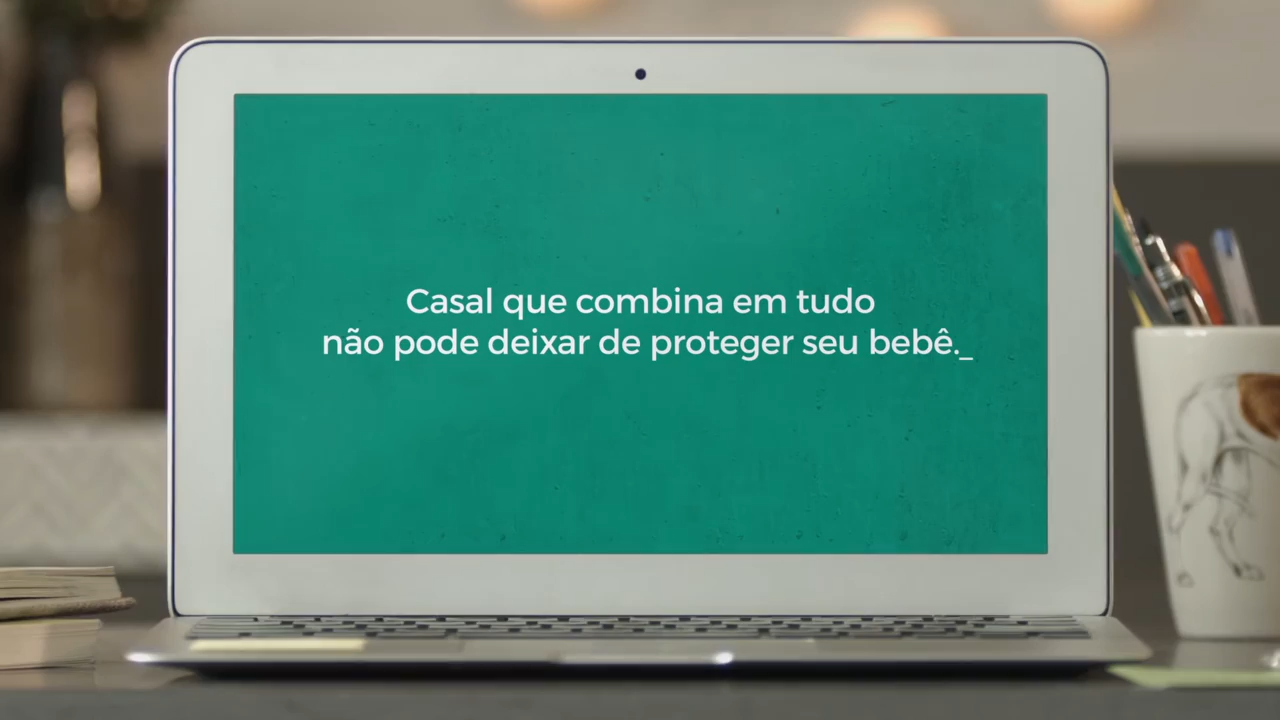 Casal que combina em tudo
não pode deixar de proteger seu bebê._